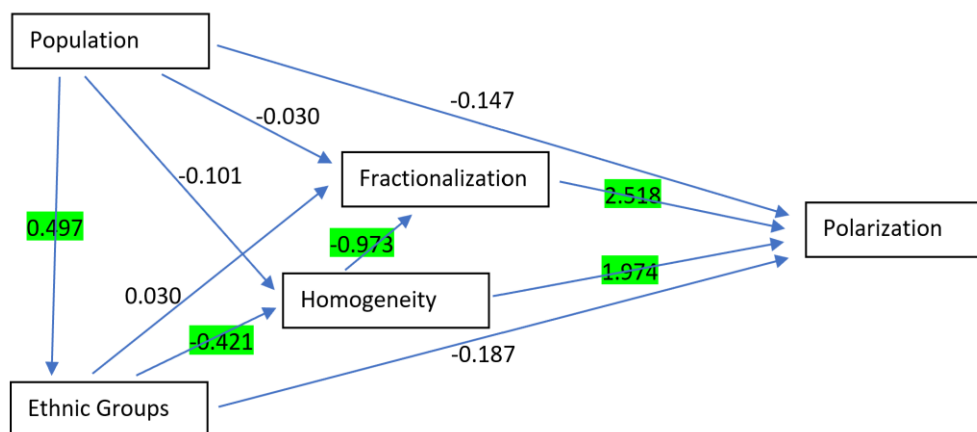 Population
-0.147
-0.030
-0.101
Fractionalization
2.518
Polarization
0.497
-0.973
1.974
0.030
Homogeneity
-0.421
-0.187
Ethnic Groups